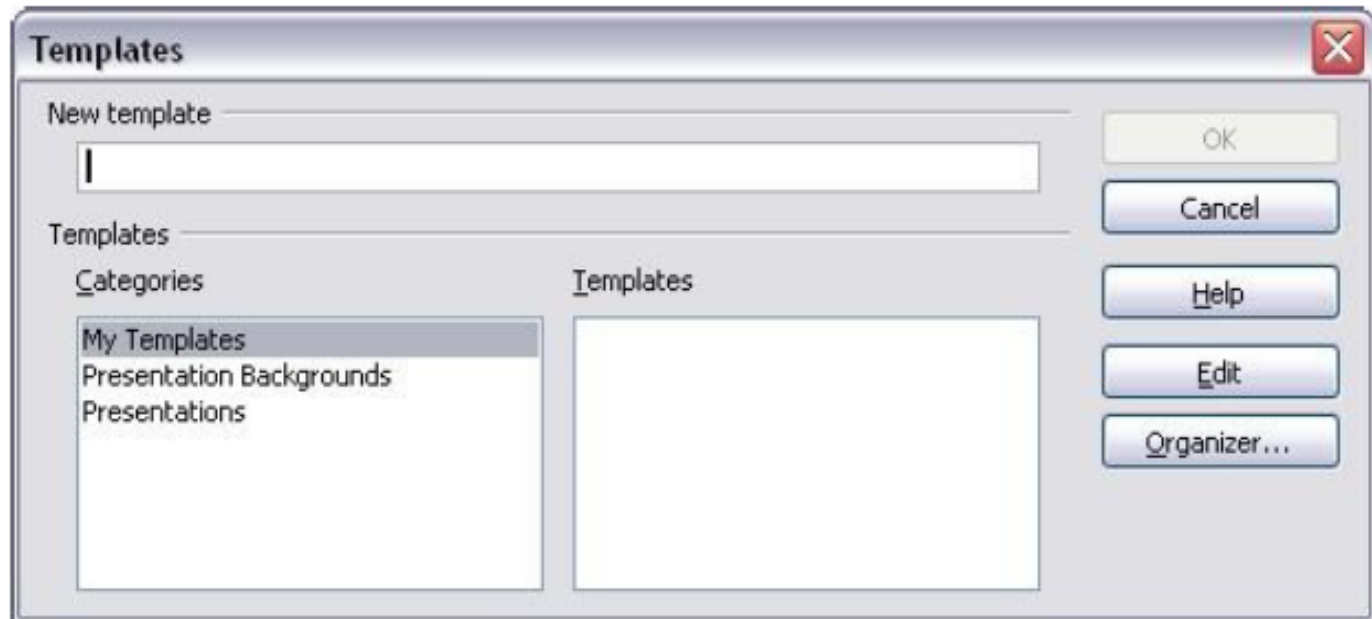 Templates
New template
OK
Cancel
Templates
Categories
Templates
Help
My Templates
Presentation Backgrounds
Presentations
Edit
Organizer...